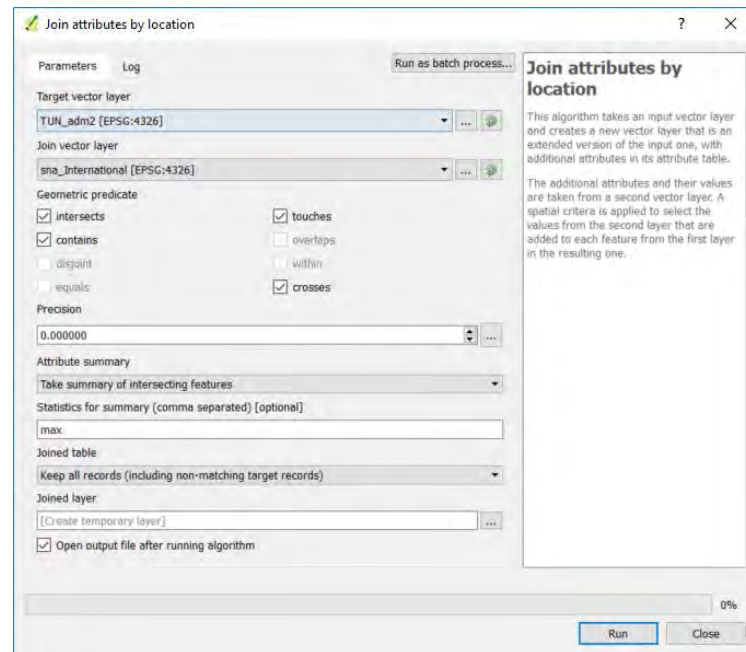 Join attributes by location
?
Parameters Log
Run as batch process...
Target vector layer
TUN_adm2 [EPSG:4326]
...
Join vector layer
sna_International [EPSG:4326]
...
Geometric predicate
intersects touches
contains overlaps
disjoint within
equals crosses
Precision
0.000000
...
Attribute summary
Take summary of intersecting features
Statistics for summary (comma separated) [optional]
max
Joined table
Keep all records (including non-matching target records)
Joined layer
[Create temporary layer]
...
Open output file after running algorithm
Join attributes by
location
This algorithm takes an input vector layer
and creates a new vector layer that is an
extended version of the input one, with
additional attributes in its attribute table.
The additional attributes and their values
are taken from a second vector layer. A
spatial critera is applied to select the
values from the second layer that are
added to each feature from the first layer
in the resulting one.
0%
Run Close